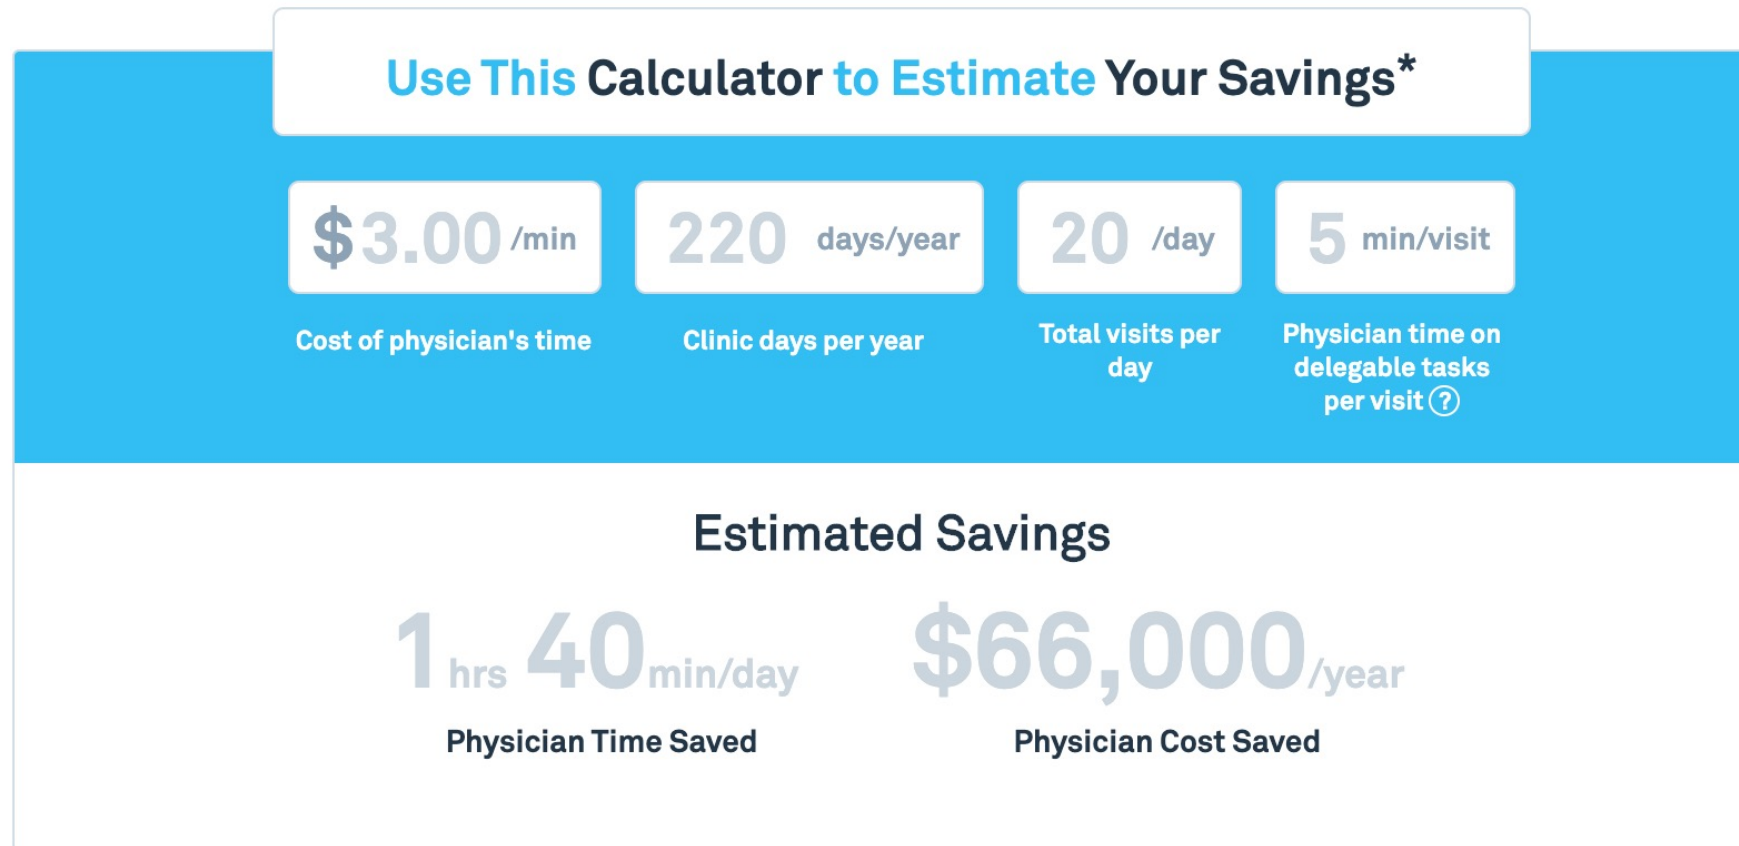 Use This Calculator to Estimate Your Savings*
$3.00 /min
220 days/year
20 /day
5 min/visit
Cost of physician's time
Clinic days per year
Total visits per
day
Physician time on
delegable tasks
per visit ?
Estimated Savings
1 hrs 40 min/day
$66,000/year
Physician Time Saved
Physician Cost Saved